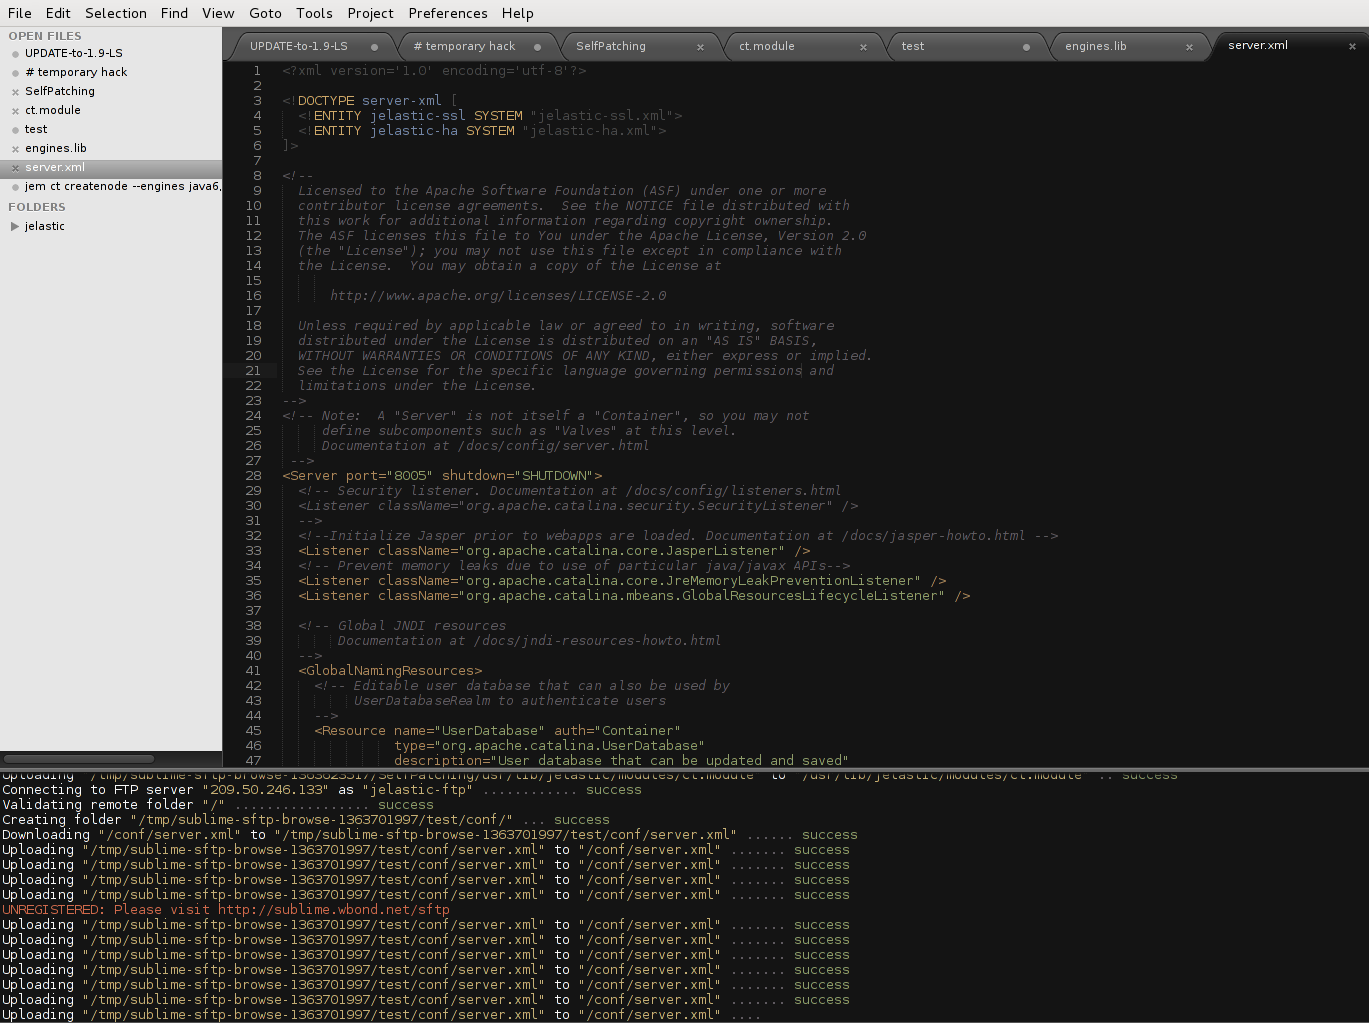 File Edit Selection Find View Goto Tools Project Preferences Help
OPEN FILES
UPDATE-to-1.9-LS
# temporary hack
SelfPatching
ct.module
test
engines.lib
server.xml
jem ct createnode --engines java6,
FOLDERS
jelastic
UPDATE-to-1.9-LS # temporary hack SelfPatching ct.module test engines.lib server.xml
1 <?xml version='1.0' encoding='utf-8'?>
2
3 <!DOCTYPE server-xml [
4 <!ENTITY jelastic-ssl SYSTEM "jelastic-ssl.xml">
5 <!ENTITY jelastic-ha SYSTEM "jelastic-ha.xml">
6 ]>
7
8 <!--
9 Licensed to the Apache Software Foundation (ASF) under one or more
10 contributor license agreements.  See the NOTICE file distributed with
11 this work for additional information regarding copyright ownership.
12 The ASF licenses this file to You under the Apache License, Version 2.0
13 (the "License"); you may not use this file except in compliance with
14 the License.  You may obtain a copy of the License at
15
16 http://www.apache.org/licenses/LICENSE-2.0
17
18 Unless required by applicable law or agreed to in writing, software
19 distributed under the License is distributed on an "AS IS" BASIS,
20 WITHOUT WARRANTIES OR CONDITIONS OF ANY KIND, either express or implied.
21 See the License for the specific language governing permissions and
22 limitations under the License.
23 -->
24 <!-- Note:  A "Server" is not itself a "Container", so you may not
25 define subcomponents such as "Valves" at this level.
26 Documentation at /docs/config/server.html
27 -->
28 <Server port="8005" shutdown="SHUTDOWN">
29 <!-- Security listener. Documentation at /docs/config/listeners.html
30 <Listener className="org.apache.catalina.security.SecurityListener" />
31 -->
32 <!--Initialize Jasper prior to webapps are loaded. Documentation at /docs/jasper-howto.html -->
33 <Listener className="org.apache.catalina.core.JasperListener" />
34 <!-- Prevent memory leaks due to use of particular java/javax APIs-->
35 <Listener className="org.apache.catalina.core.JreMemoryLeakPreventionListener" />
36 <Listener className="org.apache.catalina.mbeans.GlobalResourcesLifecycleListener" />
37
38 <!-- Global JNDI resources
39 Documentation at /docs/jndi-resources-howto.html
40 -->
41 <GlobalNamingResources>
42 <!-- Editable user database that can also be used by
43 UserDatabaseRealm to authenticate users
44 -->
45 <Resource name="UserDatabase" auth="Container"
46 type="org.apache.catalina.UserDatabase"
47 description="User database that can be updated and saved"
Uploading "/tmp/sublime-sftp-browse-1363623517/SelfPatching/usr/lib/jelastic/modules/ct.module" to "/usr/lib/jelastic/modules/ct.module" .. success
Connecting to FTP server "209.50.246.133" as "jelastic-ftp" ............ success
Validating remote folder "/" ................. success
Creating folder "/tmp/sublime-sftp-browse-1363701997/test/conf/" ... success
Downloading "/conf/server.xml" to "/tmp/sublime-sftp-browse-1363701997/test/conf/server.xml" ...... success
Uploading "/tmp/sublime-sftp-browse-1363701997/test/conf/server.xml" to "/conf/server.xml" ....... success
Uploading "/tmp/sublime-sftp-browse-1363701997/test/conf/server.xml" to "/conf/server.xml" ....... success
Uploading "/tmp/sublime-sftp-browse-1363701997/test/conf/server.xml" to "/conf/server.xml" ....... success
Uploading "/tmp/sublime-sftp-browse-1363701997/test/conf/server.xml" to "/conf/server.xml" ....... success
UNREGISTERED: Please visit http://sublime.wbond.net/sftp
Uploading "/tmp/sublime-sftp-browse-1363701997/test/conf/server.xml" to "/conf/server.xml" ....... success
Uploading "/tmp/sublime-sftp-browse-1363701997/test/conf/server.xml" to "/conf/server.xml" ....... success
Uploading "/tmp/sublime-sftp-browse-1363701997/test/conf/server.xml" to "/conf/server.xml" ....... success
Uploading "/tmp/sublime-sftp-browse-1363701997/test/conf/server.xml" to "/conf/server.xml" ....... success
Uploading "/tmp/sublime-sftp-browse-1363701997/test/conf/server.xml" to "/conf/server.xml" ....... success
Uploading "/tmp/sublime-sftp-browse-1363701997/test/conf/server.xml" to "/conf/server.xml" ....... success
Uploading "/tmp/sublime-sftp-browse-1363701997/test/conf/server.xml" to "/conf/server.xml" ....